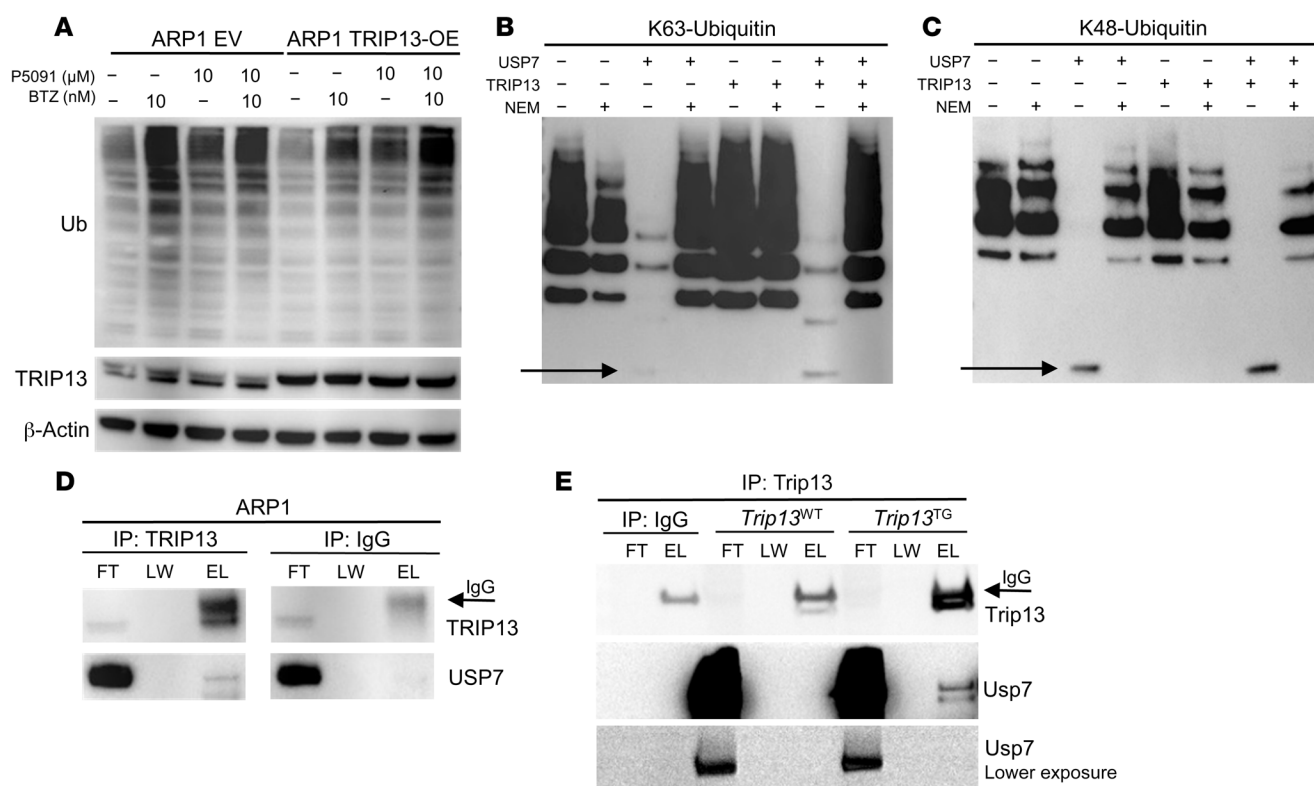 A
ARP1 EV ARP1 TRIP13-OE
P5091 (µM) – – 10 10 – – 10 10
BTZ (nM) – 10 – 10 – 10 – 10
Ub
TRIP13
β-Actin
B
K63-Ubiquitin
USP7 – – + + – – + +
TRIP13 – – – – + + + +
NEM – + – + – + – +
C
K48-Ubiquitin
USP7 – – + + – – + +
TRIP13 – – – – + + + +
NEM – + – + – + – +
D
ARP1
IP: TRIP13 IP: IgG
FT LW EL FT LW EL
IgG
TRIP13
USP7
E
IP: Trip13
IP: IgG Trip13WT Trip13TG
FT EL FT LW EL FT LW EL
IgG
Trip13
Usp7
Usp7
Lower exposure